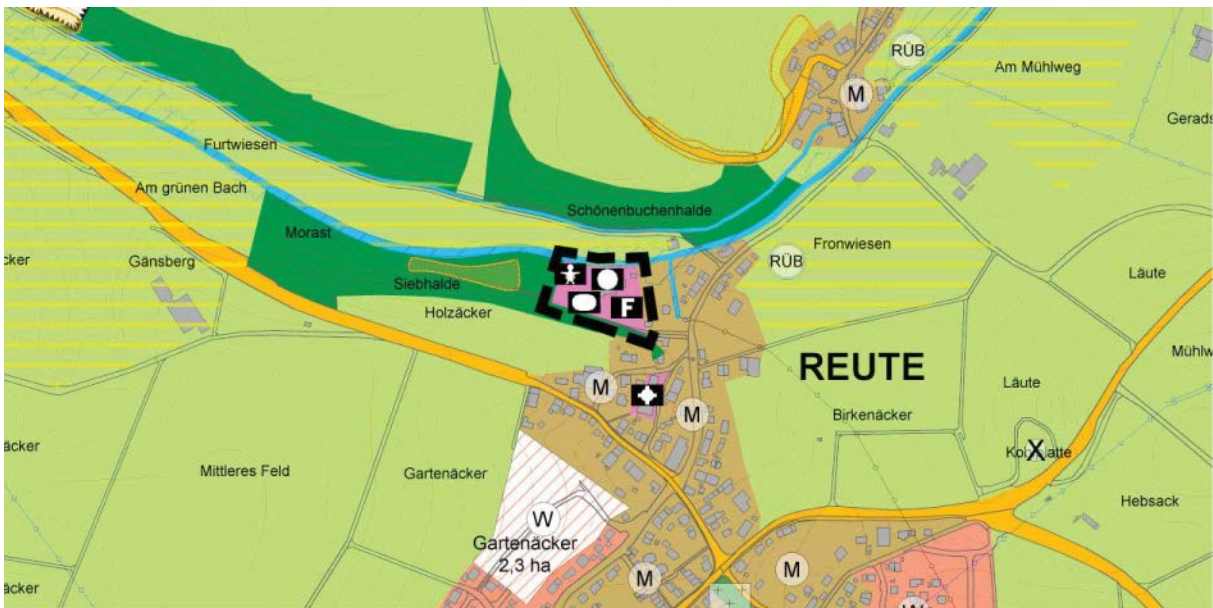 RÜB
Am Mühlweg
M
Gerads
Furtwiesen
Am grünen Bach
Schönenbuchenhalde
Morast
Fronwiesen
cker
Gänsberg
RÜB
Läute
Siebhalde
F
Holzäcker
REUTE
Mühlw
M
Läute
M
Birkenäcker
äcker
X
Mittleres Feld
Gartenäcker
Hebsack
W
Gartenäcker
2,3 ha
M
M
äcker
W